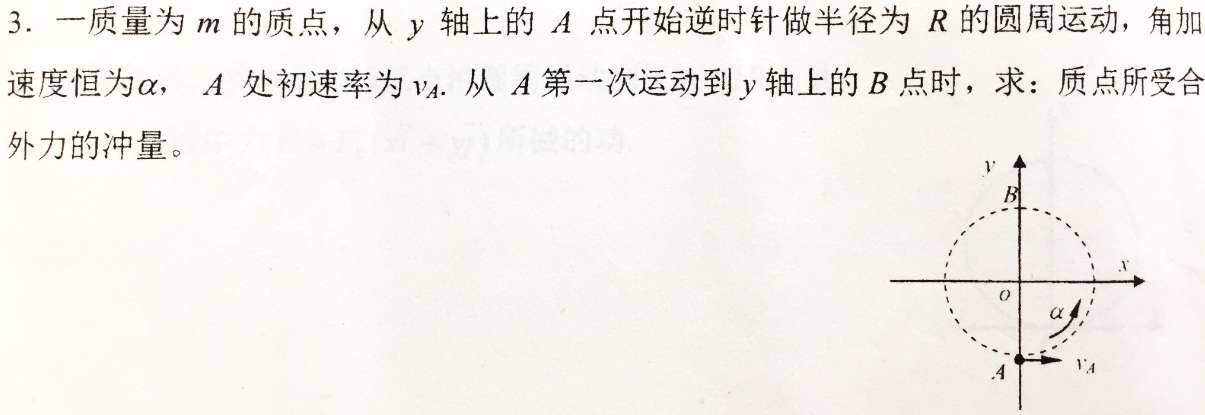 3. 一质量为 m 的质点，从 y 轴上的 A 点开始逆时针做半径为 R 的圆周运动，角加
速度恒为α， A 处初速率为 vA. 从 A 第一次运动到 y 轴上的 B 点时，求：质点所受合
外力的冲量。
y
B
x
o
α
A
vA